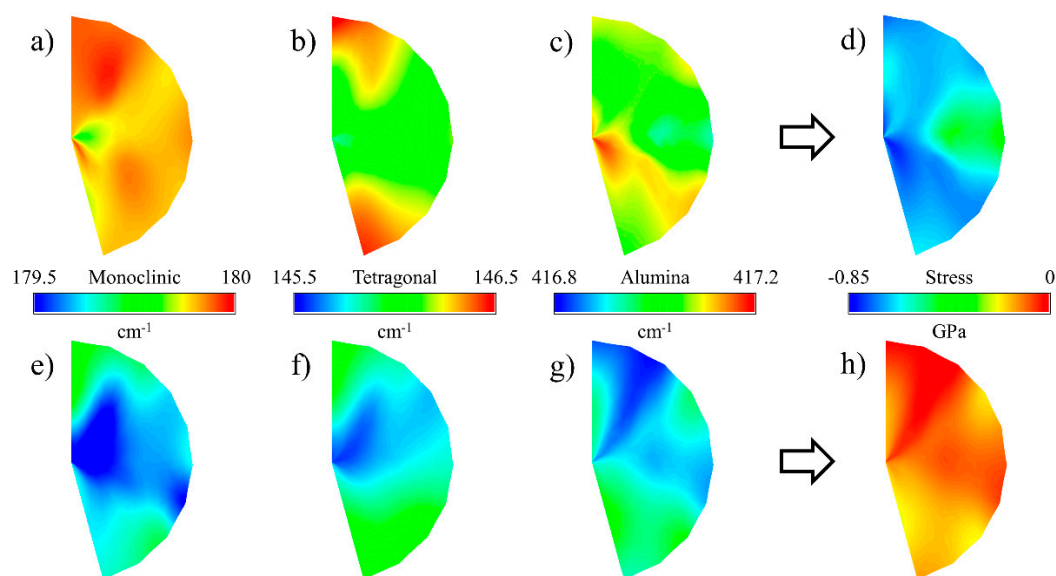 a) b) c) d)
179.5 Monoclinic 180 145.5 Tetragonal 146.5 416.8 Alumina 417.2 -0.85 Stress 0
cm-1 cm-1 cm-1 GPa
e) f) g) h)